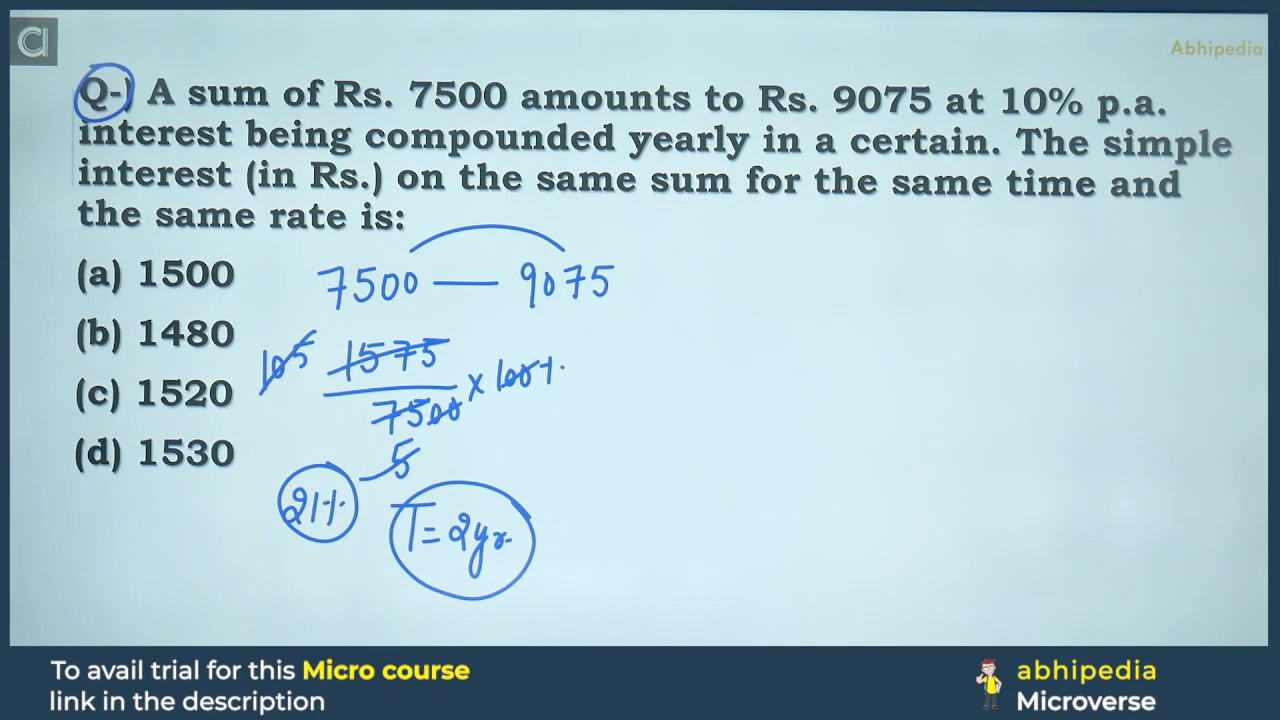 Abhipedia
Q-) A sum of Rs. 7500 amounts to Rs. 9075 at 10% p.a.
interest being compounded yearly in a certain. The simple
interest (in Rs.) on the same sum for the same time and
the same rate is:
(a) 1500
(b) 1480
(c) 1520
(d) 1530
7500 — 9075
105 1575
7500 × 100%
5
21%
T = 2yr
To avail trial for this Micro course
link in the description
abhipedia
Microverse